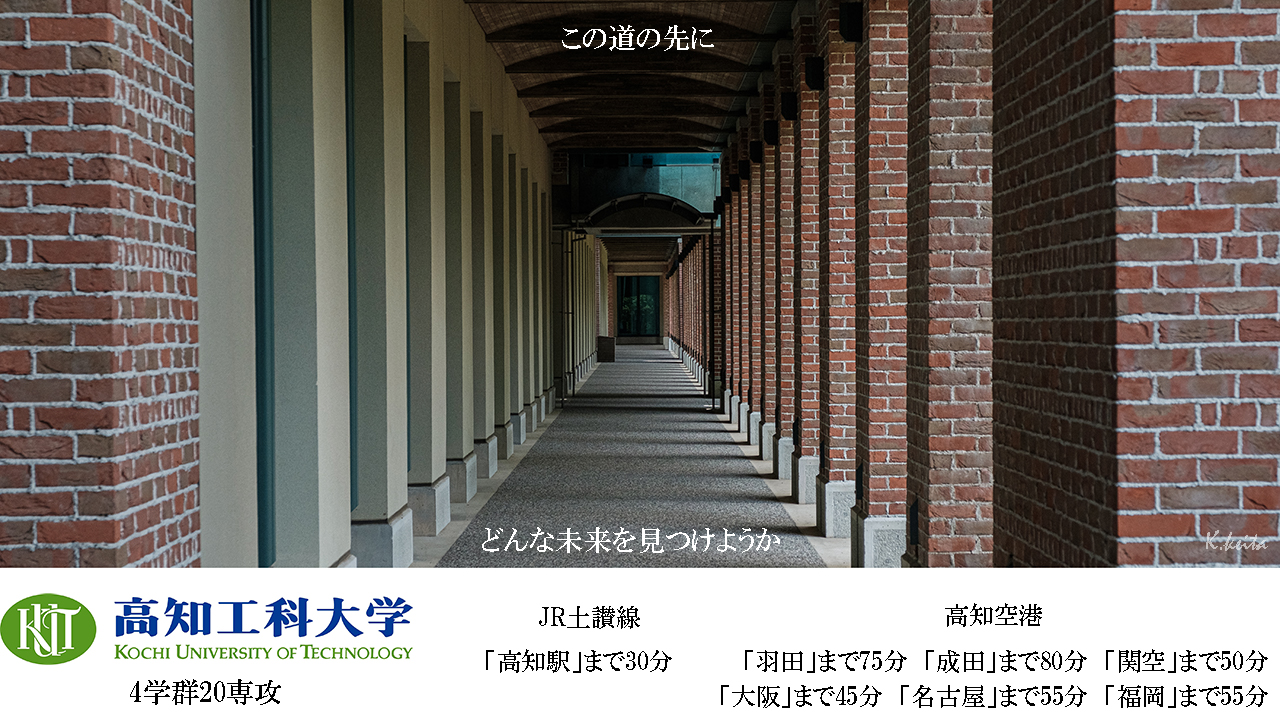 この道の先に
どんな未来を見つけようか
K.keita
KUT
高知工科大学
KOCHI UNIVERSITY OF TECHNOLOGY
4学群20専攻
JR土讃線
「高知駅」まで30分
高知空港
「羽田」まで75分 「成田」まで80分 「関空」まで50分
「大阪」まで45分 「名古屋」まで55分 「福岡」まで55分